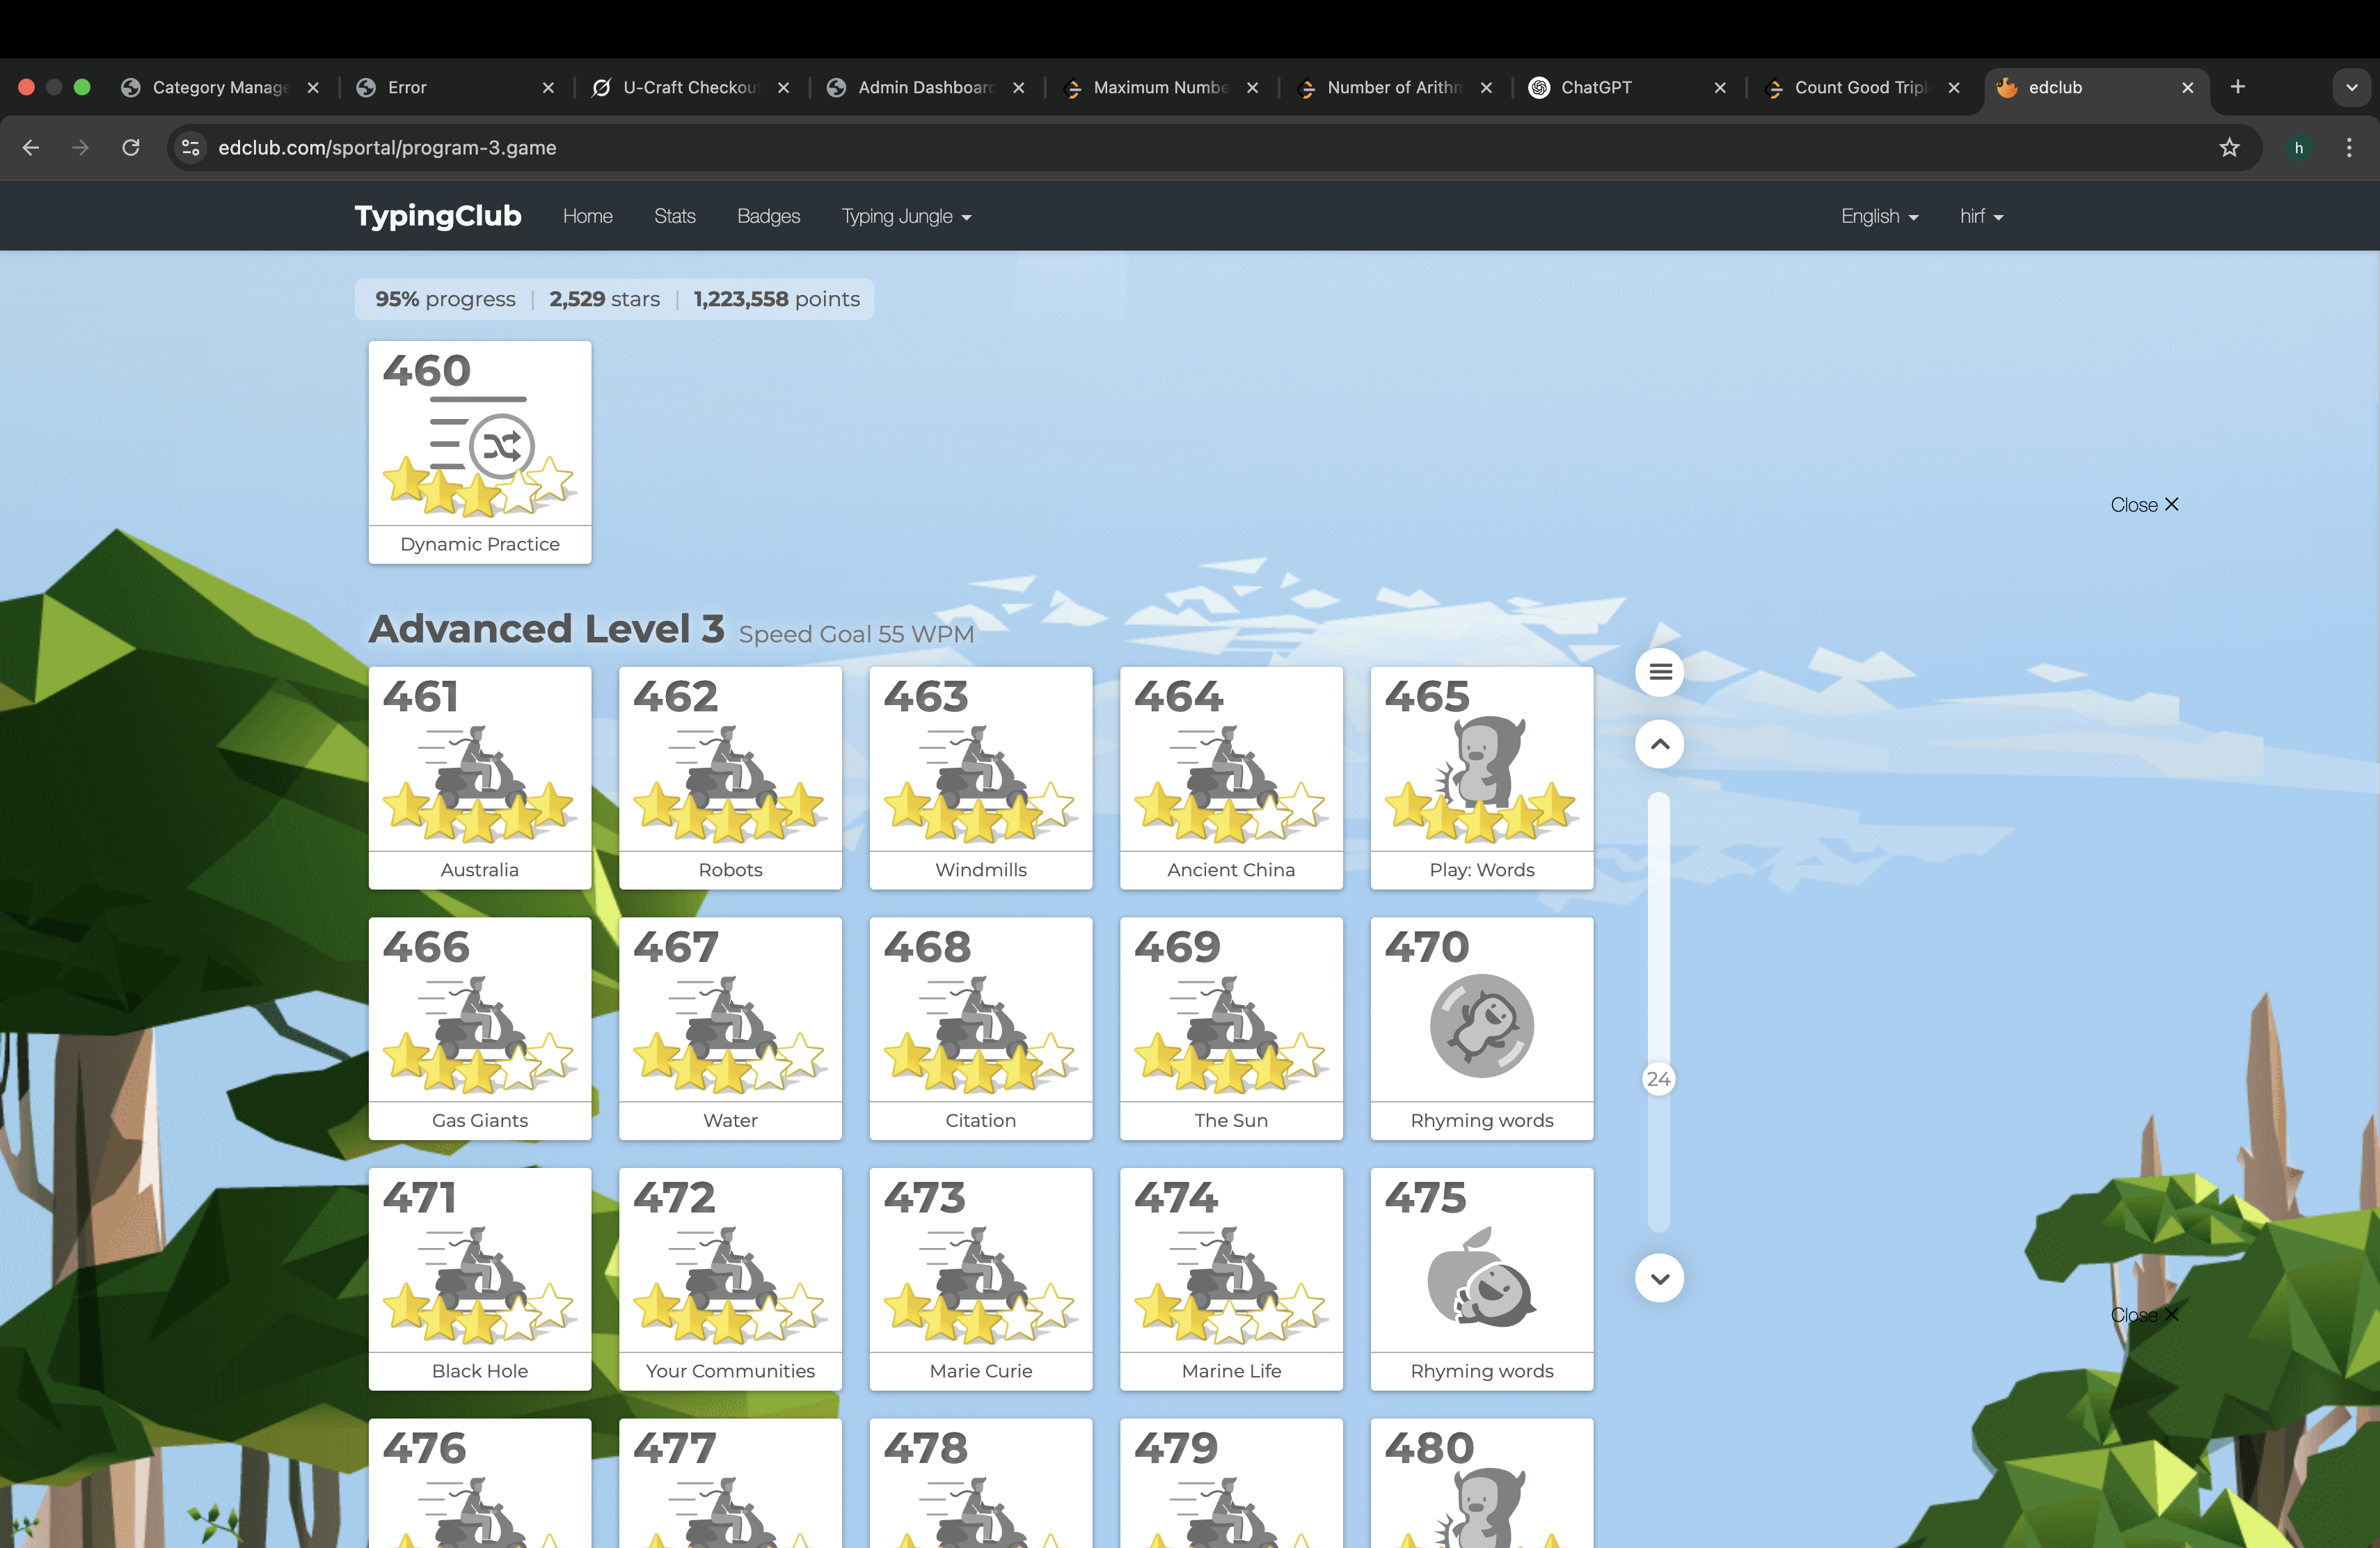 Category Manage
Error
U-Craft Checkout
Admin Dashboard
Maximum Numbe
Number of Arithm
ChatGPT
Count Good Tripl
edclub
edclub.com/sportal/program-3.game
h
TypingClub
Home
Stats
Badges
Typing Jungle
English
hirf
95% progress | 2,529 stars | 1,223,558 points
460
Dynamic Practice
Close
Advanced Level 3 Speed Goal 55 WPM
461
462
463
464
465
Australia
Robots
Windmills
Ancient China
Play: Words
466
467
468
469
470
24
Gas Giants
Water
Citation
The Sun
Rhyming words
471
472
473
474
475
Close
Black Hole
Your Communities
Marie Curie
Marine Life
Rhyming words
476
477
478
479
480